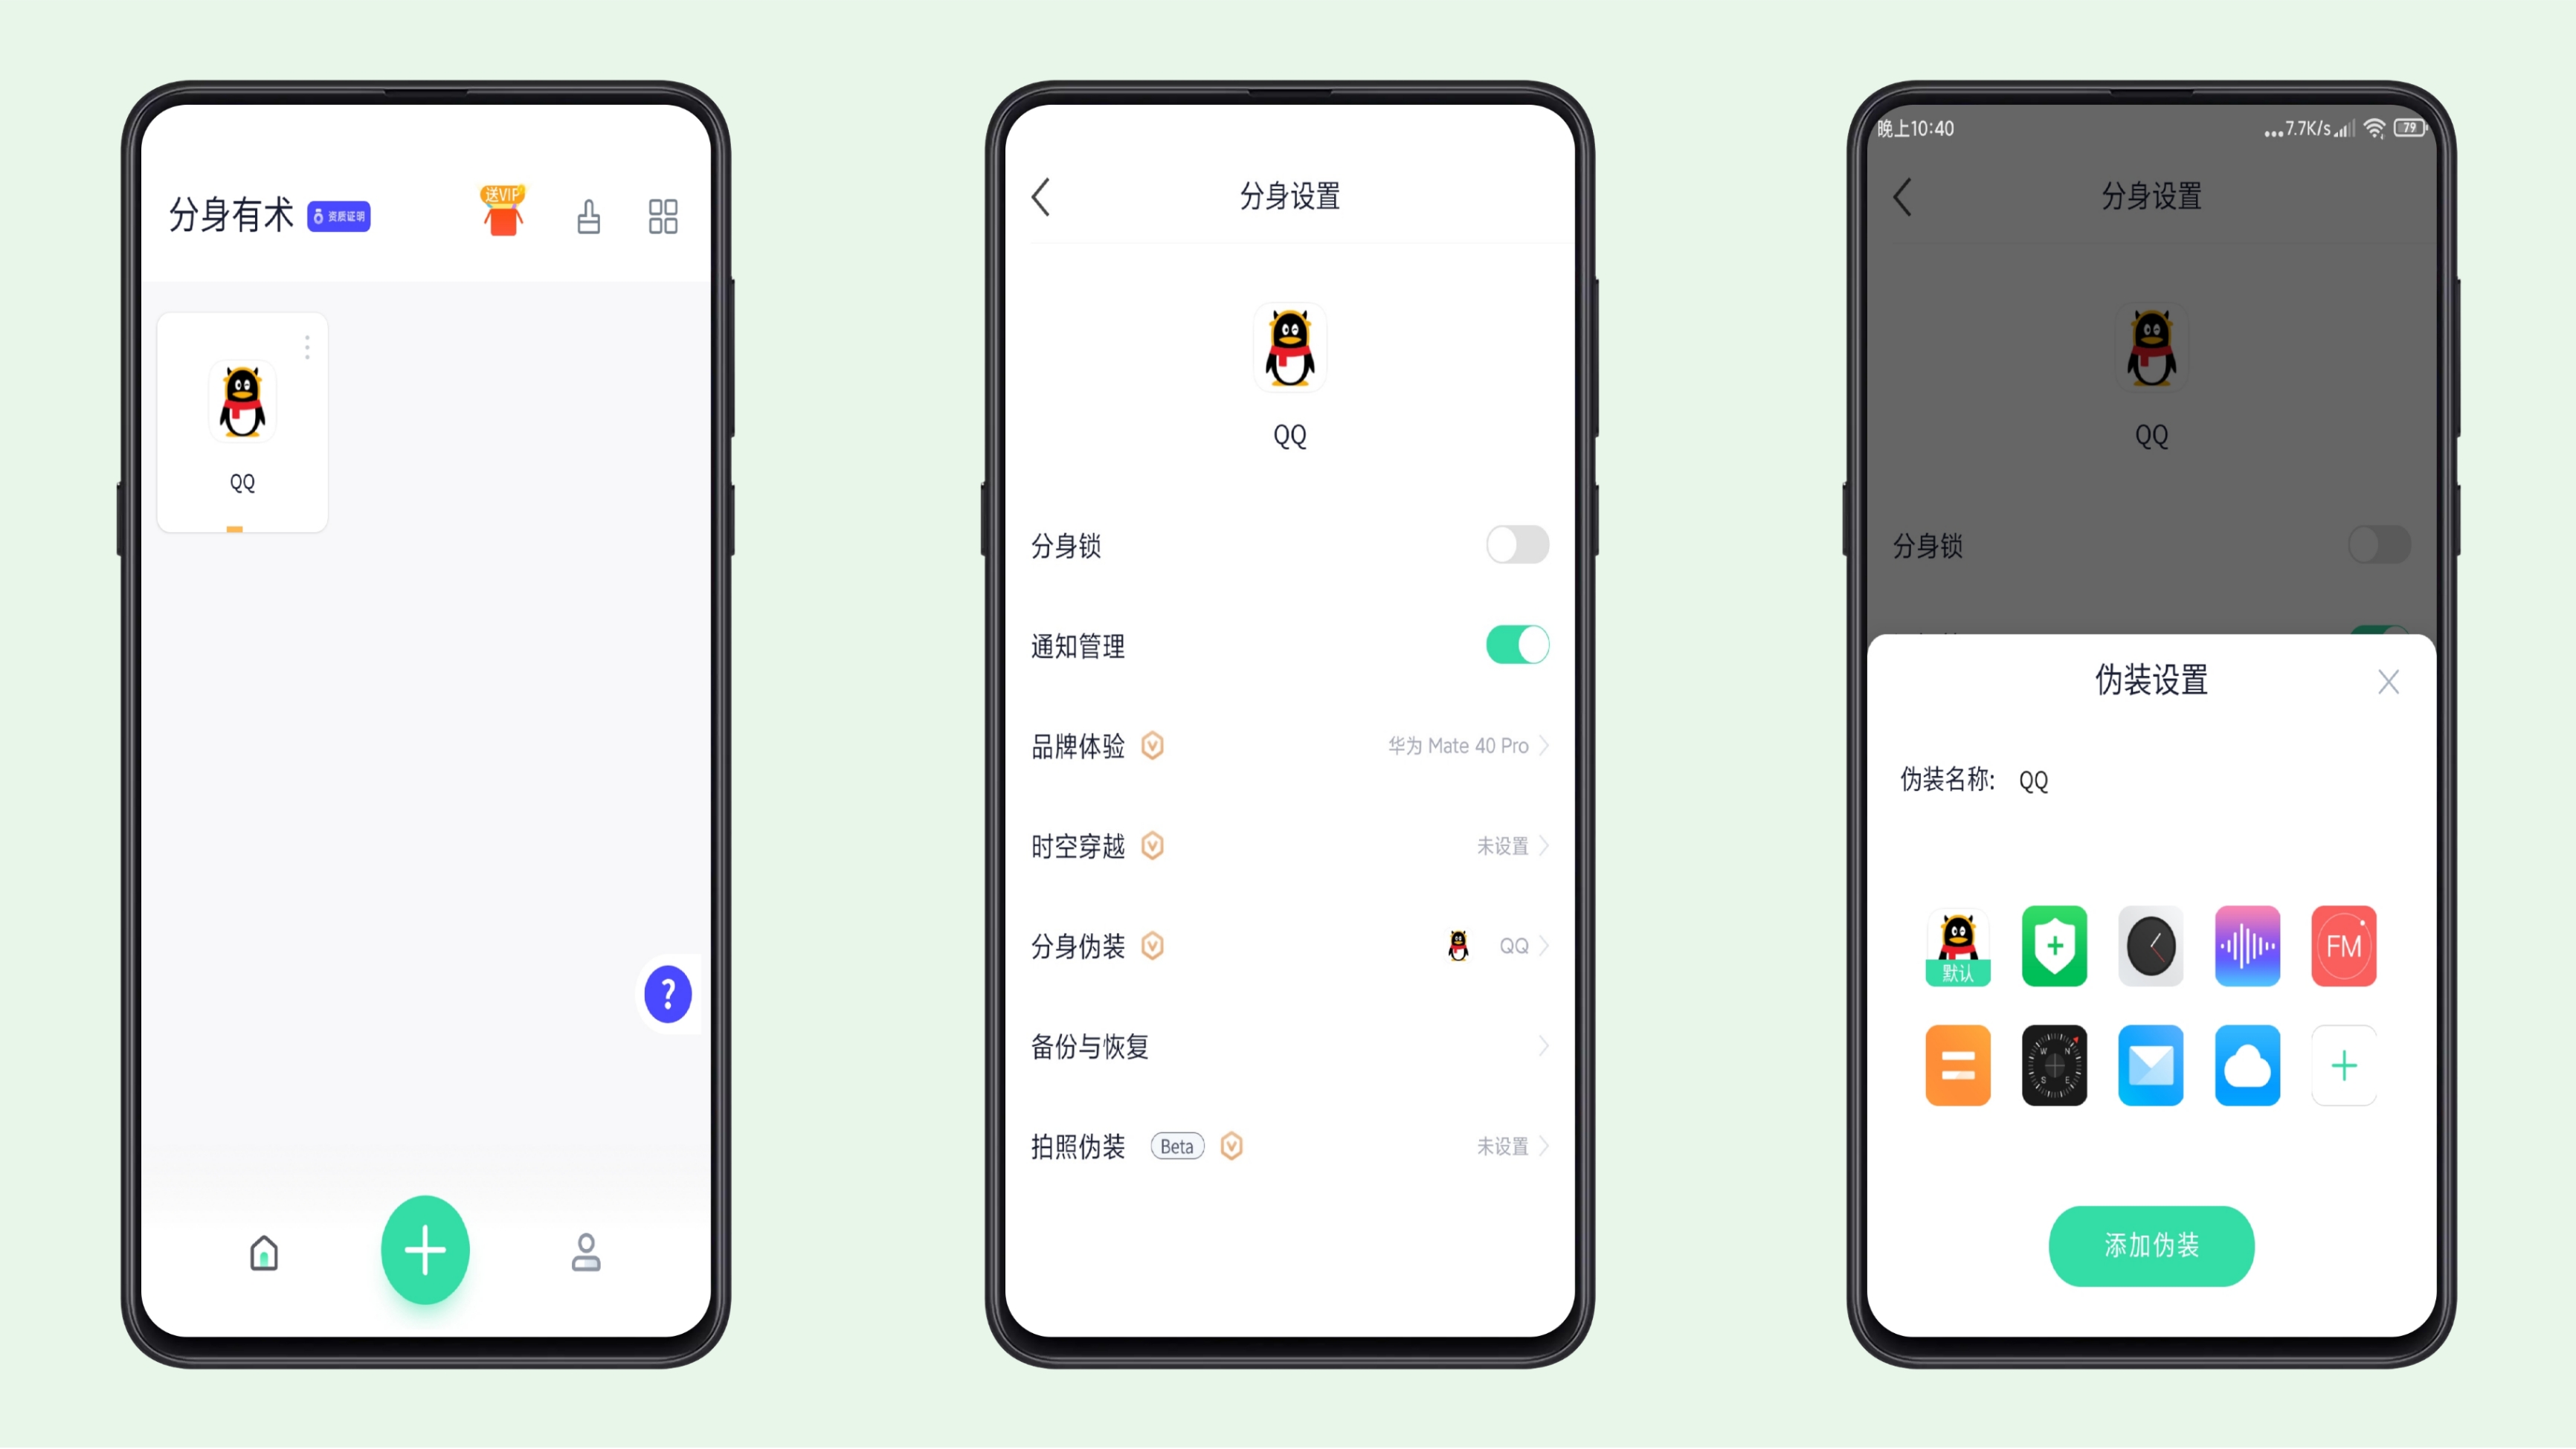 分身有术 资质证明
送VIP
QQ
?
分身设置
QQ
分身锁
通知管理
品牌体验 华为 Mate 40 Pro
时空穿越 未设置
分身伪装 QQ
备份与恢复
拍照伪装 Beta 未设置
晚上10:40 ...7.7K/s 79
分身设置
QQ
分身锁
伪装设置
伪装名称: QQ
默认
FM
W N
S E
添加伪装